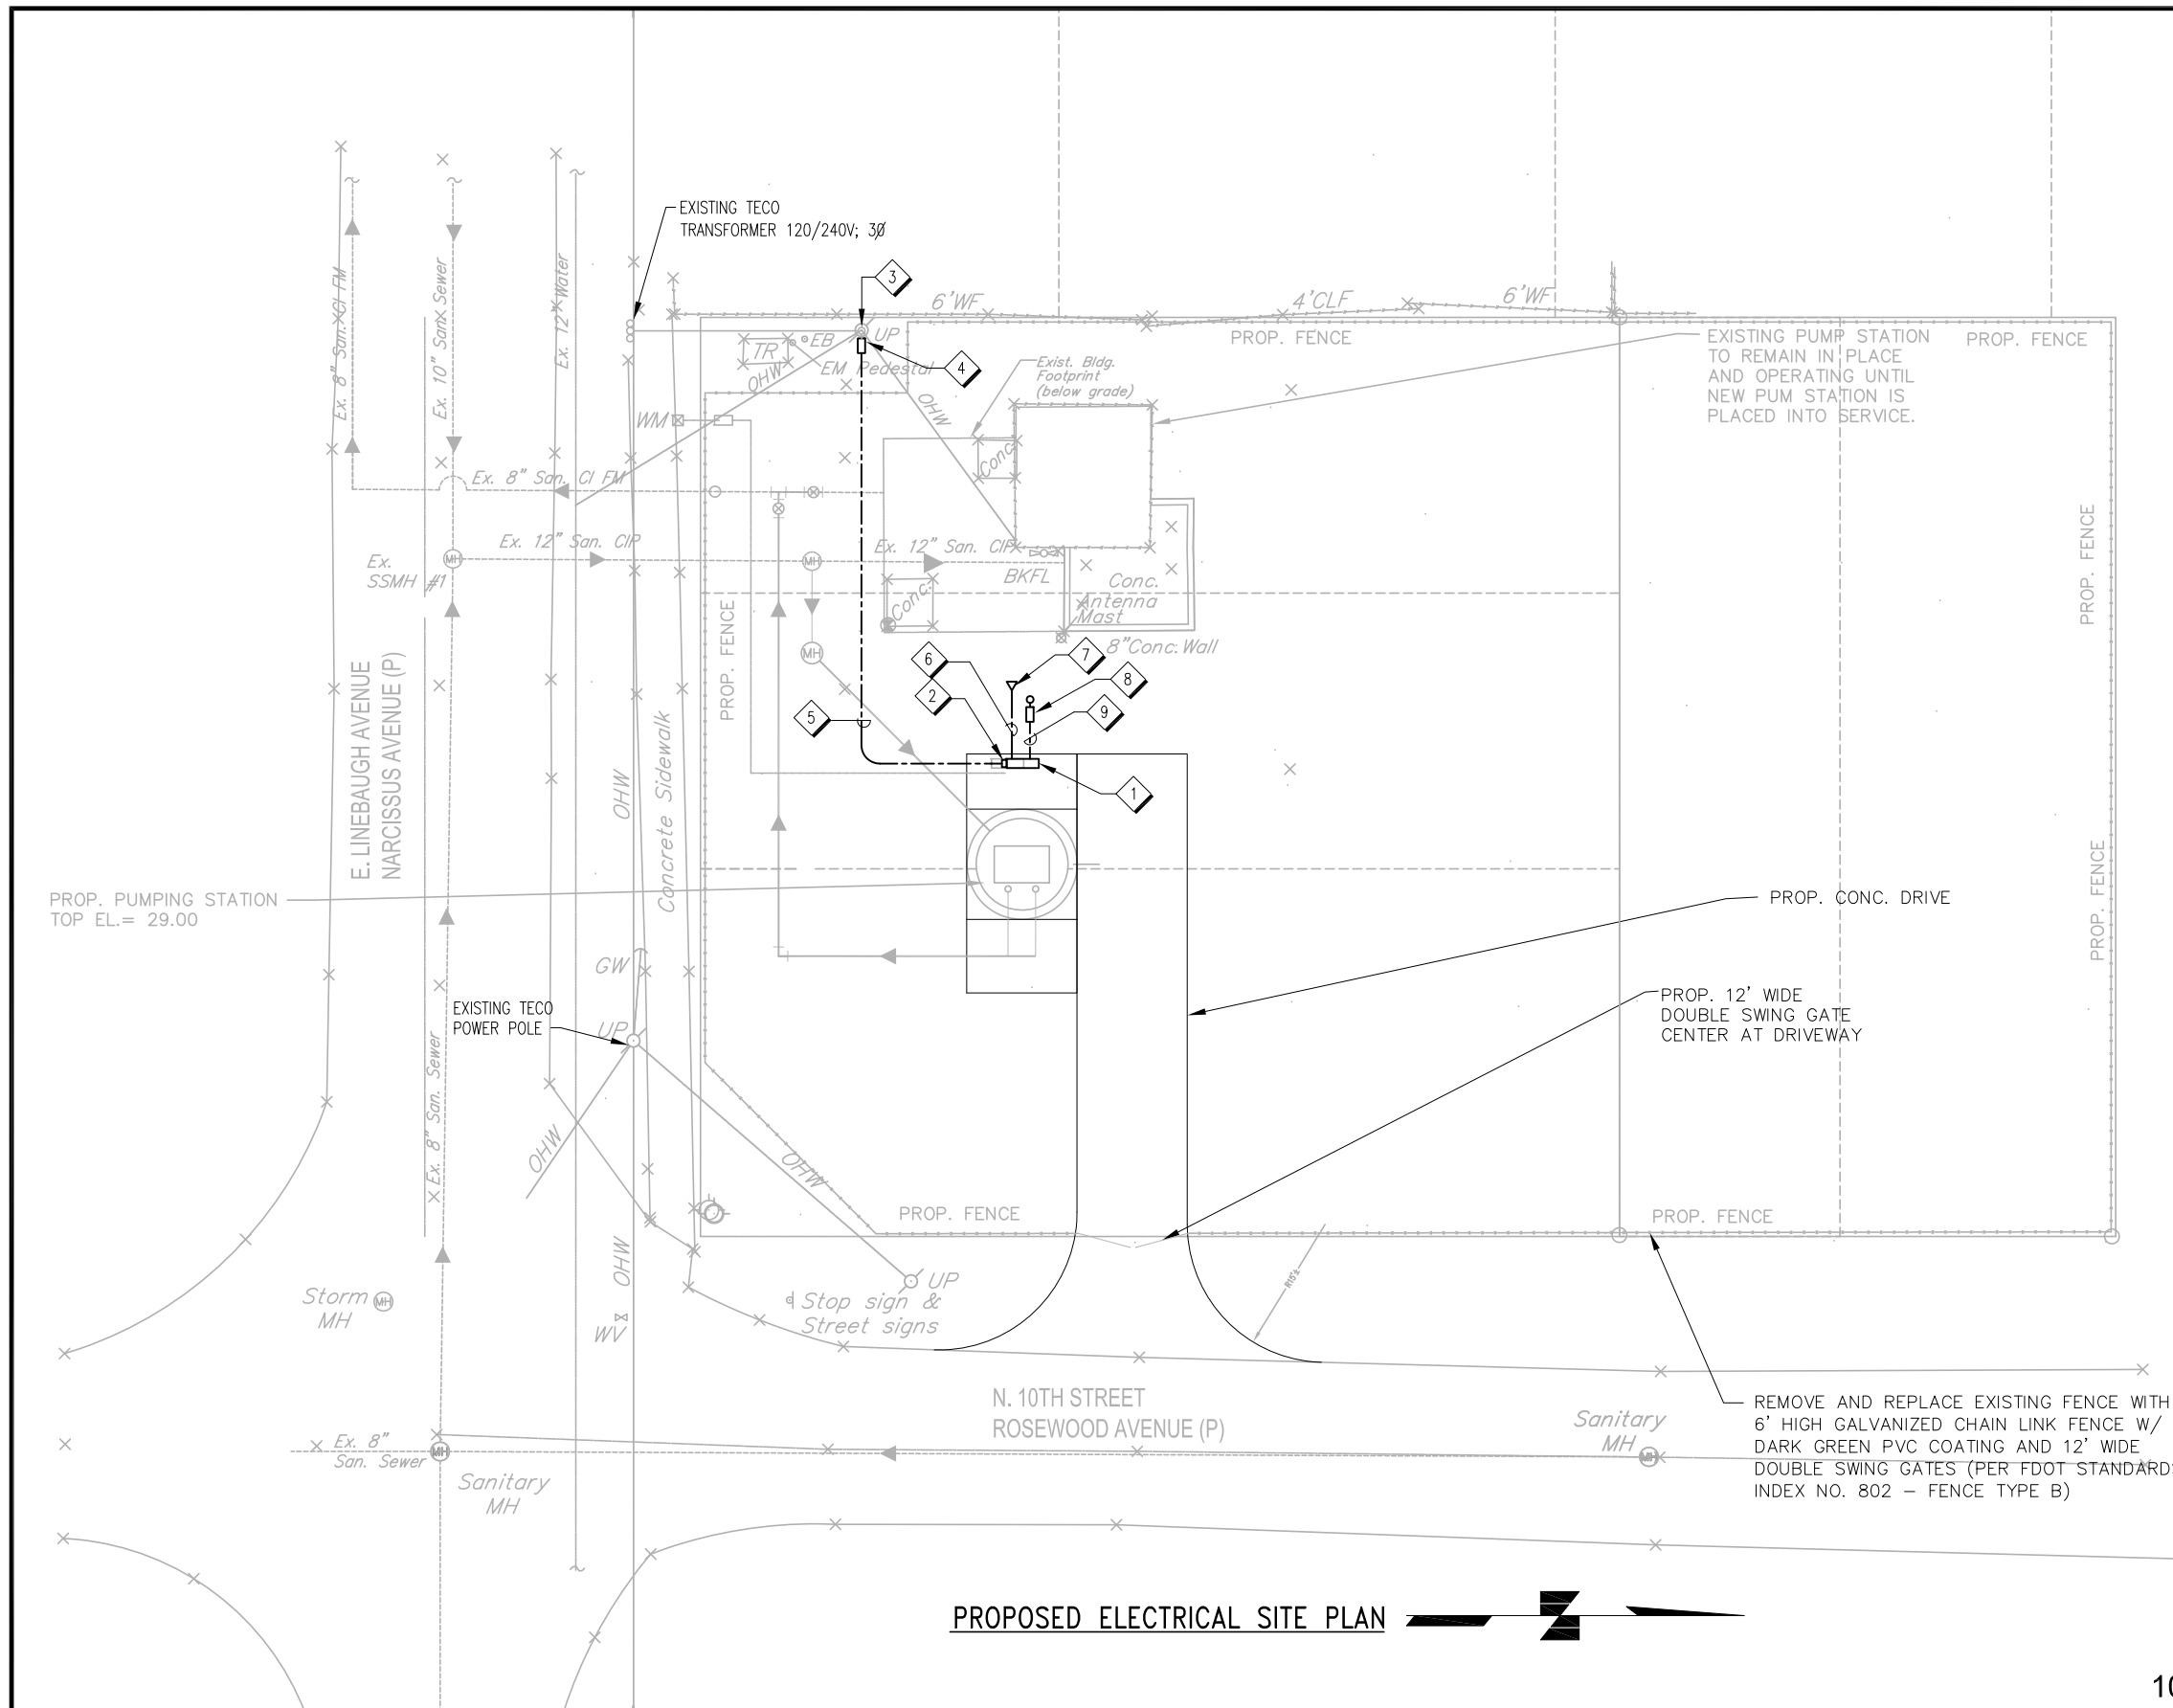 EXISTING TECO
TRANSFORMER 120/240V; 3Ø
3
6'WF
4'CLF
6'WF
UP
EB
TR
EM Pedestal
4
OHW
OHW
PROP. FENCE
EXISTING PUMP STATION
TO REMAIN IN PLACE
AND OPERATING UNTIL
NEW PUM STATION IS
PLACED INTO SERVICE.
PROP. FENCE
Exist. Bldg.
Footprint
(below grade)
Ex. 8" San. CI FM
Ex. 10" San. Sewer
Ex. 12" Water
WM
Conc.
Ex. 8" San. CI FM
Ex. 12" San. CIP
Ex. 12" San. CIP
Ex.
SSMH #1
MH
MH
BKFL
Conc.
Antenna
Mast
Conc.
8"Conc. Wall
MH
PROP. FENCE
PROP. FENCE
6
7
2
8
5
9
1
E. LINEBAUGH AVENUE
NARCISSUS AVENUE (P)
OHW
Concrete Sidewalk
PROP. PUMPING STATION
TOP EL.= 29.00
PROP. CONC. DRIVE
PROP. FENCE
GW
EXISTING TECO
POWER POLE
UP
PROP. 12' WIDE
DOUBLE SWING GATE
CENTER AT DRIVEWAY
Ex. 8" San. Sewer
OHW
OHW
PROP. FENCE
PROP. FENCE
OHW
UP
R15'±
Storm
MH
MH
WV
Stop sign &
Street signs
N. 10TH STREET
ROSEWOOD AVENUE (P)
Sanitary
MH
MH
REMOVE AND REPLACE EXISTING FENCE WITH
6' HIGH GALVANIZED CHAIN LINK FENCE W/
DARK GREEN PVC COATING AND 12' WIDE
DOUBLE SWING GATES (PER FDOT STANDARDS
INDEX NO. 802 – FENCE TYPE B)
Ex. 8"
San. Sewer
MH
Sanitary
MH
PROPOSED ELECTRICAL SITE PLAN
10